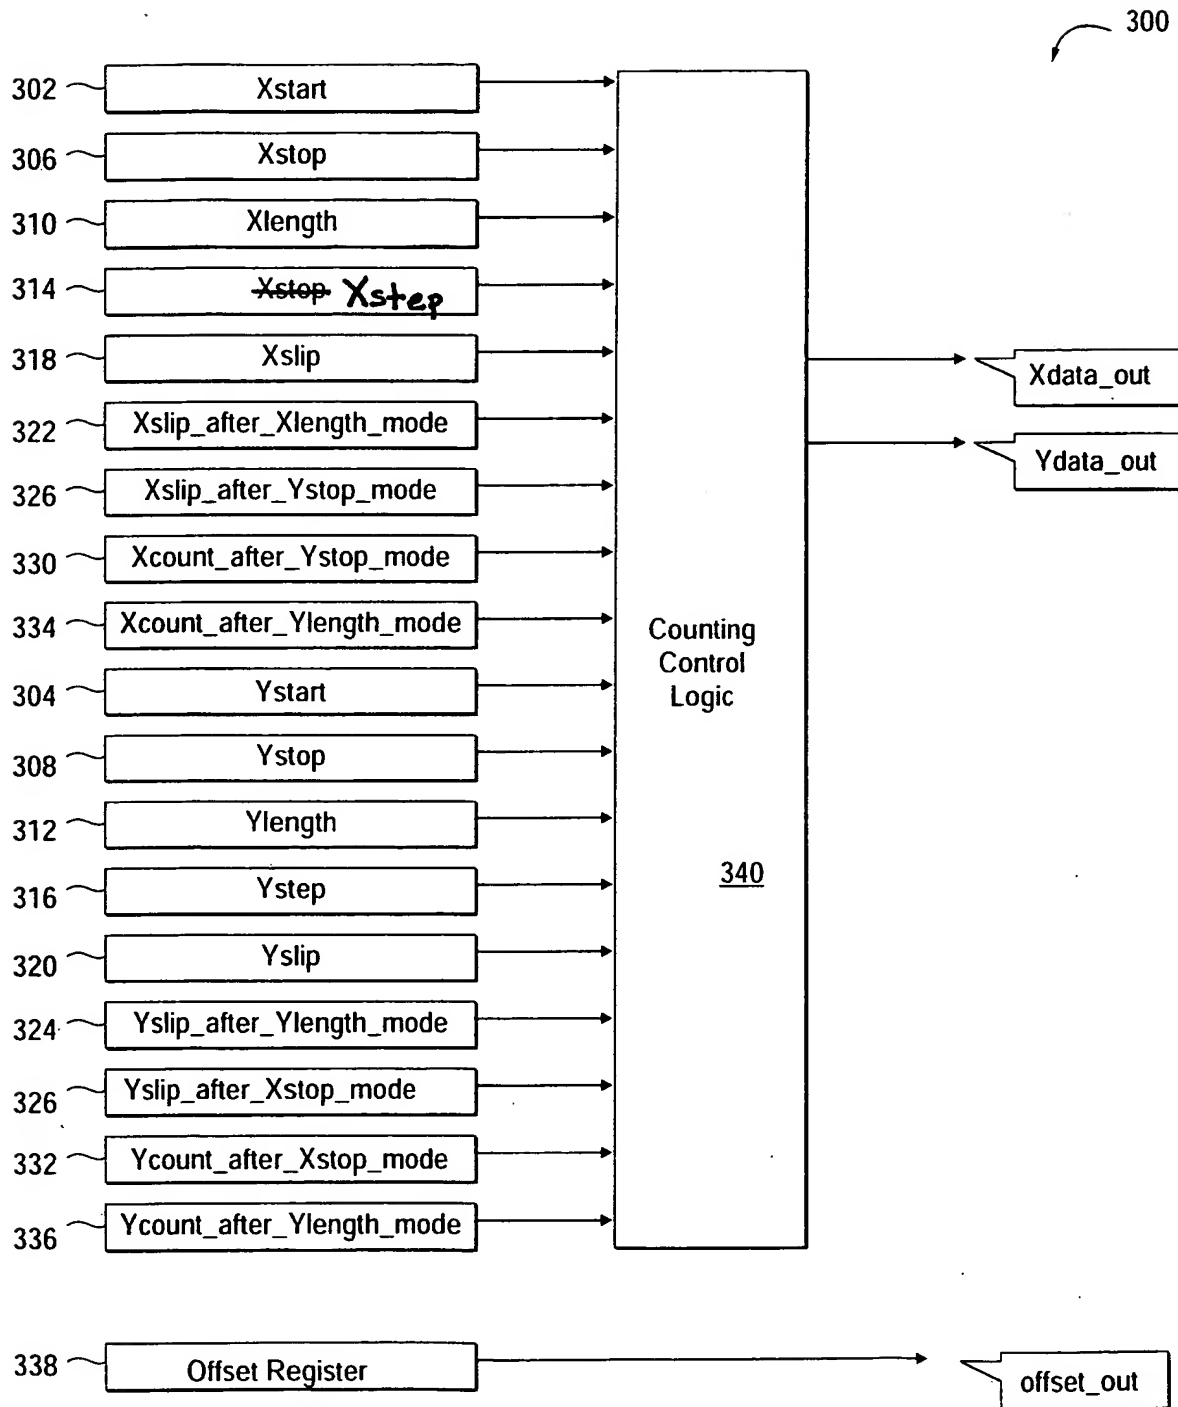 300
302 Xstart
306 Xstop
310 Xlength
314 Xstop Xstep
318 Xslip
322 Xslip_after_Xlength_mode
326 Xslip_after_Ystop_mode
330 Xcount_after_Ystop_mode
334 Xcount_after_Ylength_mode
304 Ystart
308 Ystop
312 Ylength
316 Ystep
320 Yslip
324 Yslip_after_Ylength_mode
326 Yslip_after_Xstop_mode
332 Ycount_after_Xstop_mode
336 Ycount_after_Ylength_mode
Counting
Control
Logic
340
Xdata_out
Ydata_out
338 Offset Register
offset_out